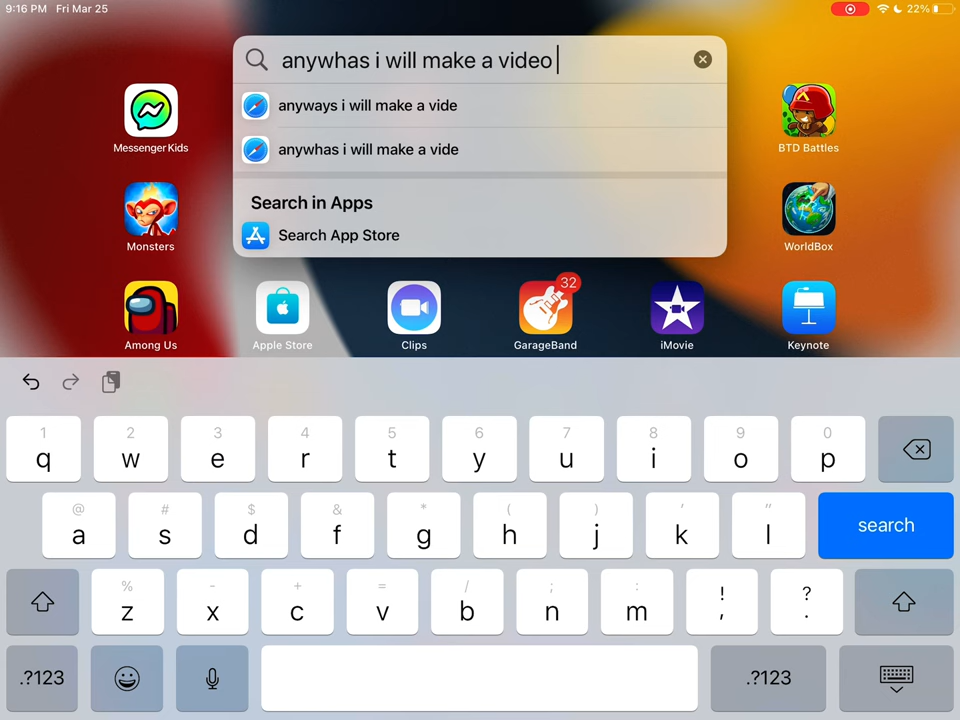 9:16 PM Fri Mar 25
22%
anywhas i will make a video
anyways i will make a vide
anywhas i will make a vide
Search in Apps
Search App Store
Messenger Kids
BTD Battles
Monsters
WorldBox
32
Among Us
Apple Store
Clips
GarageBand
iMovie
Keynote
1 2 3 4 5 6 7 8 9 0
q w e r t y u i o p
@ # $ & * ( ) ' "
a s d f g h j k l search
% - + = / ; : ! ?
z x c v b n m , .
.?123 .?123